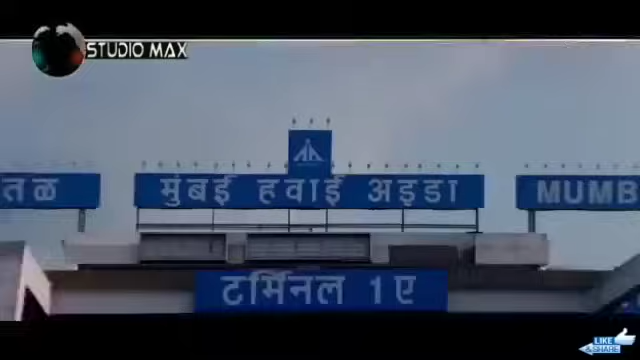 STUDIO MAX
तळ
मुंबई हवाई अड्डा
MUMB
टर्मिनल 1ए
LIKE
& SHARE